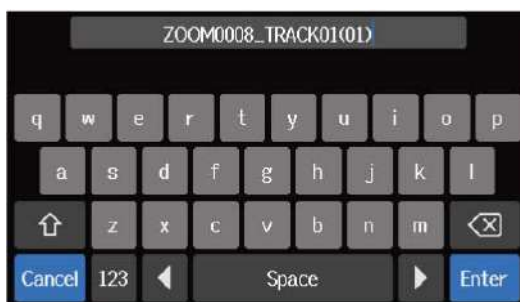 ZOOM0008_TRACK01(01)
q w e r t y u i o p
a s d f g h j k l
z x c v b n m
Cancel 123 Space Enter